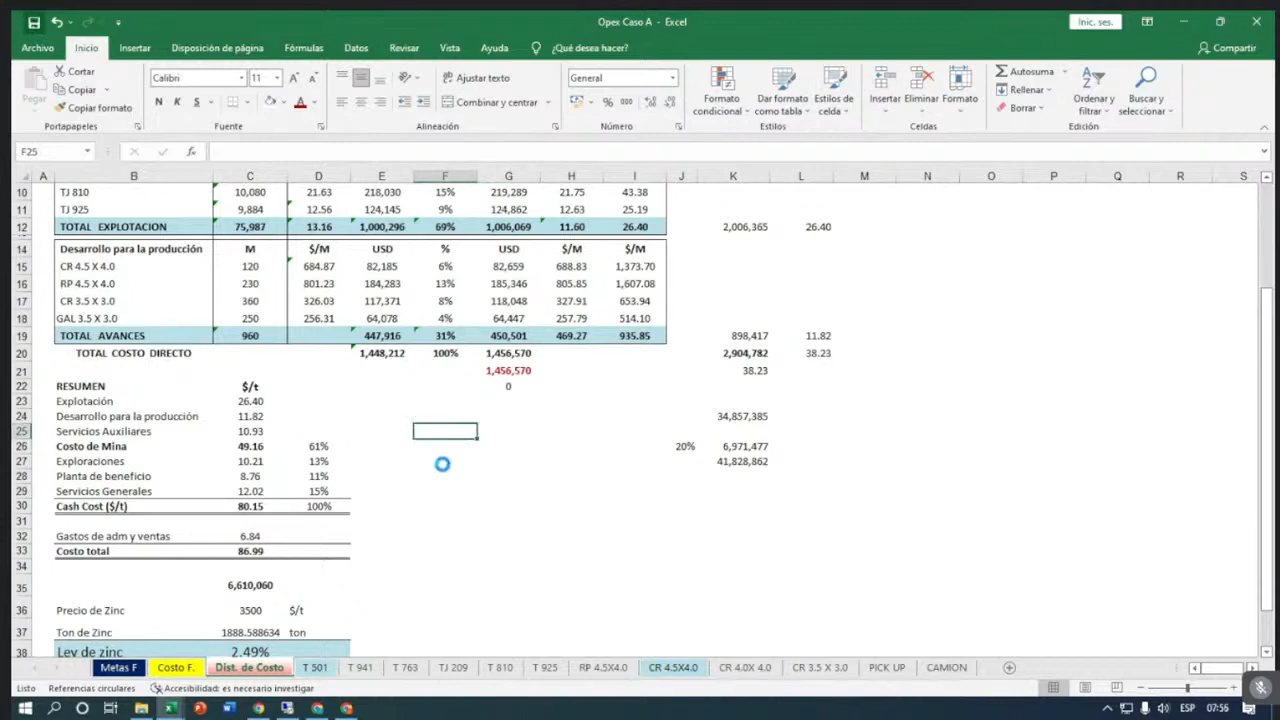 Opex Caso A - Excel
Inic. ses.
Archivo Inicio Insertar Disposición de página Fórmulas Datos Revisar Vista Ayuda ¿Qué desea hacer? Compartir
Pegar
Cortar
Copiar
Copiar formato
Portapapeles
Calibri 11
N K S
Fuente
Ajustar texto
Combinar y centrar
Alineación
General
% 000
Número
Formato condicional
Dar formato como tabla
Estilos de celda
Estilos
Insertar Eliminar Formato
Celdas
Autosuma
Rellenar
Borrar
Ordenar y filtrar
Buscar y seleccionar
Edición
F25 fx
A B C D E F G H I J K L M N O P Q R S
10 TJ 810 10,080 21.63 218,030 15% 219,289 21.75 43.38
11 TJ 925 9,884 12.56 124,145 9% 124,862 12.63 25.19
12 TOTAL EXPLOTACION 75,987 13.16 1,000,296 69% 1,006,069 11.60 26.40 2,006,365 26.40
14 Desarrollo para la producción M $/M USD % USD $/M $/M
15 CR 4.5 X 4.0 120 684.87 82,185 6% 82,659 688.83 1,373.70
16 RP 4.5 X 4.0 230 801.23 184,283 13% 185,346 805.85 1,607.08
17 CR 3.5 X 3.0 360 326.03 117,371 8% 118,048 327.91 653.94
18 GAL 3.5 X 3.0 250 256.31 64,078 4% 64,447 257.79 514.10
19 TOTAL AVANCES 960 447,916 31% 450,501 469.27 935.85 898,417 11.82
20 TOTAL COSTO DIRECTO 1,448,212 100% 1,456,570 2,904,782 38.23
21 1,456,570 38.23
22 RESUMEN $/t 0
23 Explotación 26.40
24 Desarrollo para la producción 11.82 34,857,385
25 Servicios Auxiliares 10.93
26 Costo de Mina 49.16 61% 20% 6,971,477
27 Exploraciones 10.21 13% 41,828,862
28 Planta de beneficio 8.76 11%
29 Servicios Generales 12.02 15%
30 Cash Cost ($/t) 80.15 100%
31
32 Gastos de adm y ventas 6.84
33 Costo total 86.99
34
35 6,610,060
36 Precio de Zinc 3500 $/t
37 Ton de Zinc 1888.588634 ton
38 Ley de zinc 2.49%
Metas F Costo F. Dist. de Costo T 501 T 941 T 763 TJ 209 T 810 T 925 RP 4.5X4.0 CR 4.5X4.0 CR 4.0X 4.0 CR 3.5 X 3.0 PICK UP CAMION
Listo Referencias circulares Accesibilidad: es necesario investigar
ESP 07:56